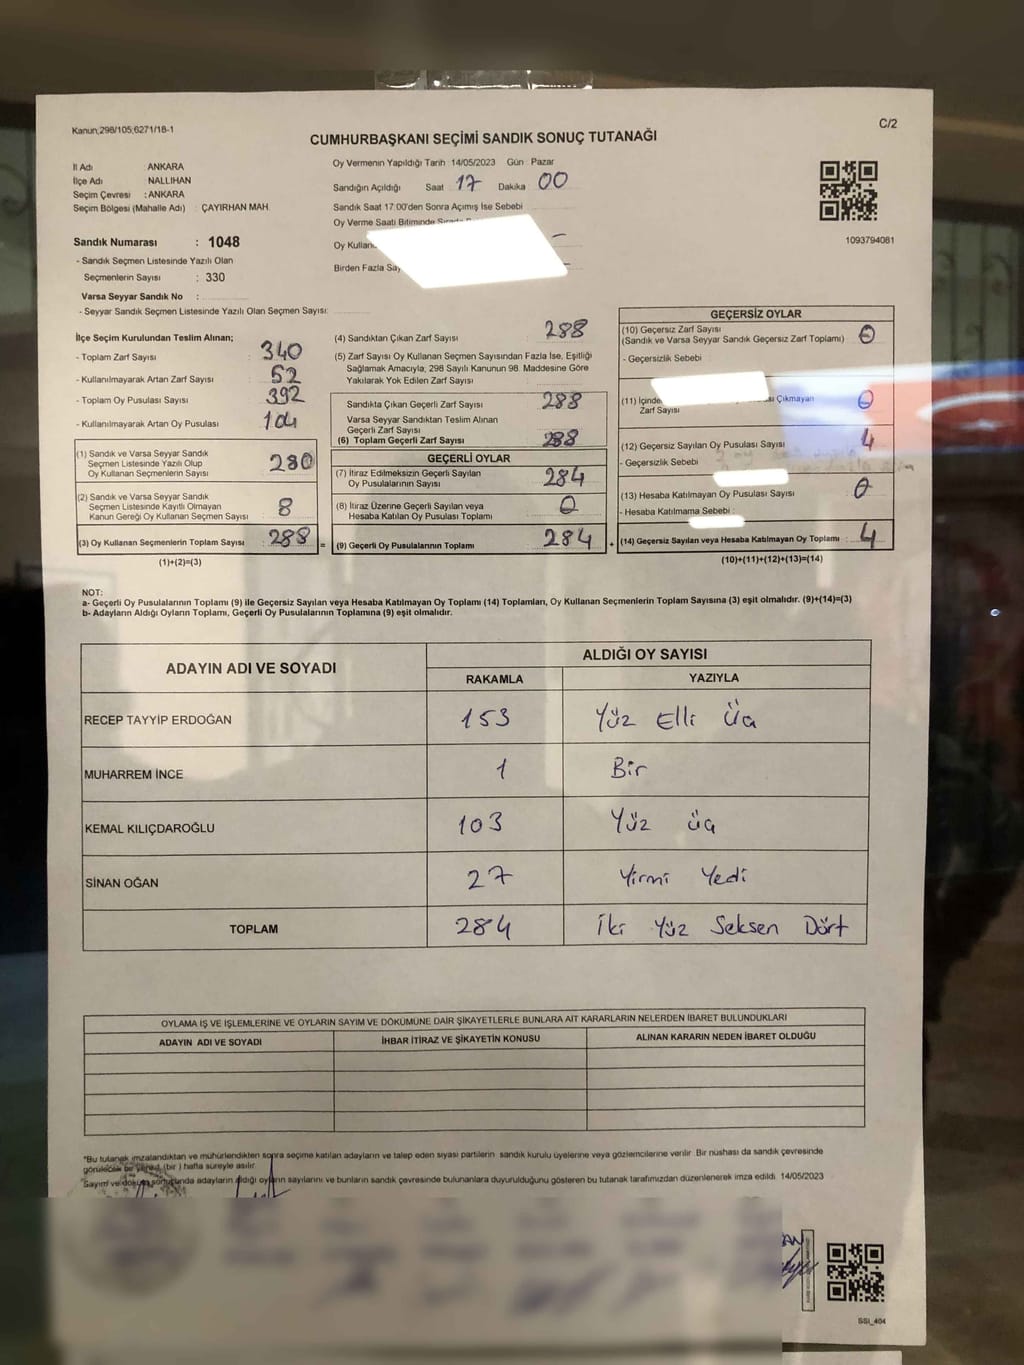 Kanun;298/105;6271/18-1
C/2
CUMHURBAŞKANI SEÇİMİ SANDIK SONUÇ TUTANAĞI
İl Adı : ANKARA
İlçe Adı NALLIHAN
Seçim Çevresi : ANKARA
Seçim Bölgesi (Mahalle Adı) : ÇAYIRHAN MAH.
Sandık Numarası : 1048
- Sandık Seçmen Listesinde Yazılı Olan
Seçmenlerin Sayısı : 330
Varsa Seyyar Sandık No :
- Seyyar Sandık Seçmen Listesinde Yazılı Olan Seçmen Sayısı:
Oy Vermenin Yapıldığı Tarih 14/05/2023 Gün Pazar
Sandığın Açıldığı Saat 17 Dakika 00
Sandık Saat 17:00'den Sonra Açımış İse Sebebi
Oy Verme Saati Bitiminde
Oy
Birden Fazla
1093794081
İlçe Seçim Kurulundan Teslim Alınan;
- Toplam Zarf Sayısı : 340
- Kullanılmayarak Artan Zarf Sayısı : 52
- Toplam Oy Pusulası Sayısı : 392
- Kullanılmayarak Artan Oy Pusulası : 104
(1) Sandık ve Varsa Seyyar Sandık
Seçmen Listesinde Yazılı Olup
Oy Kullanan Seçmenlerin Sayısı 280
(2) Sandık ve Varsa Seyyar Sandık
Seçmen Listesinde Kayıtlı Olmayan
Kanun Gereği Oy Kullanan Seçmen Sayısı 8
(3) Oy Kullanan Seçmenlerin Toplam Sayısı : 288 =
(1)+(2)=(3)
(4) Sandıktan Çıkan Zarf Sayısı : 288
(5) Zarf Sayısı Oy Kullanan Seçmen Sayısından Fazla İse, Eşitliği
Sağlamak Amacıyla, 298 Sayılı Kanunun 98. Maddesine Göre
Yakılarak Yok Edilen Zarf Sayısı
Sandıkta Çıkan Geçerli Zarf Sayısı 288
Varsa Seyyar Sandıktan Teslim Alınan
Geçerli Zarf Sayısı
(6) Toplam Geçerli Zarf Sayısı 288
GEÇERLİ OYLAR
(7) İtiraz Edilmeksizin Geçerli Sayılan
Oy Pusulalarının Sayısı 284
(8) İtiraz Üzerine Geçerli Sayılan veya
Hesaba Katılan Oy Pusulası Toplamı 0
(9) Geçerli Oy Pusulalarının Toplamı 284 +
GEÇERSİZ OYLAR
(10) Geçersiz Zarf Sayısı
(Sandık ve Varsa Seyyar Sandık Geçersiz Zarf Toplamı) : 0
- Geçersizlik Sebebi
(11) Çıkmayan
Zarf Sayısı 0
(12) Geçersiz Sayılan Oy Pusulası Sayısı : 4
- Geçersizlik Sebebi
(13) Hesaba Katılmayan Oy Pusulası Sayısı : 0
- Hesaba Katılmama Sebebi :
(14) Geçersiz Sayılan veya Hesaba Katılmayan Oy Toplamı : 4
(10)+(11)+(12)+(13)=(14)
NOT:
a- Geçerli Oy Pusulalarının Toplamı (9) ile Geçersiz Sayılan veya Hesaba Katılmayan Oy Toplamı (14) Toplamları, Oy Kullanan Seçmenlerin Toplam Sayısına (3) eşit olmalıdır. (9)+(14)=(3)
b- Adayların Aldığı Oyların Toplamı, Geçerli Oy Pusulalarının Toplamına (9) eşit olmalıdır.
ADAYIN ADI VE SOYADI
ALDIĞI OY SAYISI
RAKAMLA YAZIYLA
RECEP TAYYİP ERDOĞAN 153 Yüz Elli Üç
MUHARREM İNCE 1 Bir
KEMAL KILIÇDAROĞLU 103 Yüz üç
SİNAN OĞAN 27 Yirmi Yedi
TOPLAM 284 İki Yüz Seksen Dört
OYLAMA İŞ VE İŞLEMLERİNE VE OYLARIN SAYIM VE DÖKÜMÜNE DAİR ŞİKAYETLERLE BUNLARA AİT KARARLARIN NELERDEN İBARET BULUNDUKLARI
ADAYIN ADI VE SOYADI İHBAR İTİRAZ VE ŞİKAYETİN KONUSU ALINAN KARARIN NEDEN İBARET OLDUĞU
*Bu tutanak imzalandıktan ve mühürlendikten sonra seçime katılan adayların ve talep eden siyasi partilerin sandık kurulu üyelerine veya gözlemcilerine verilir. Bir nüshası da sandık çevresinde
görülecek bir yere (bir) hafta süreyle asılır.
*Sayım ve döküm sonucunda adayların aldığı oyların sayılarını ve bunların sandık çevresinde bulunanlara duyurulduğunu gösteren bu tutanak tarafımızdan düzenlenerek imza edildi. 14/05/2023
SSI_404